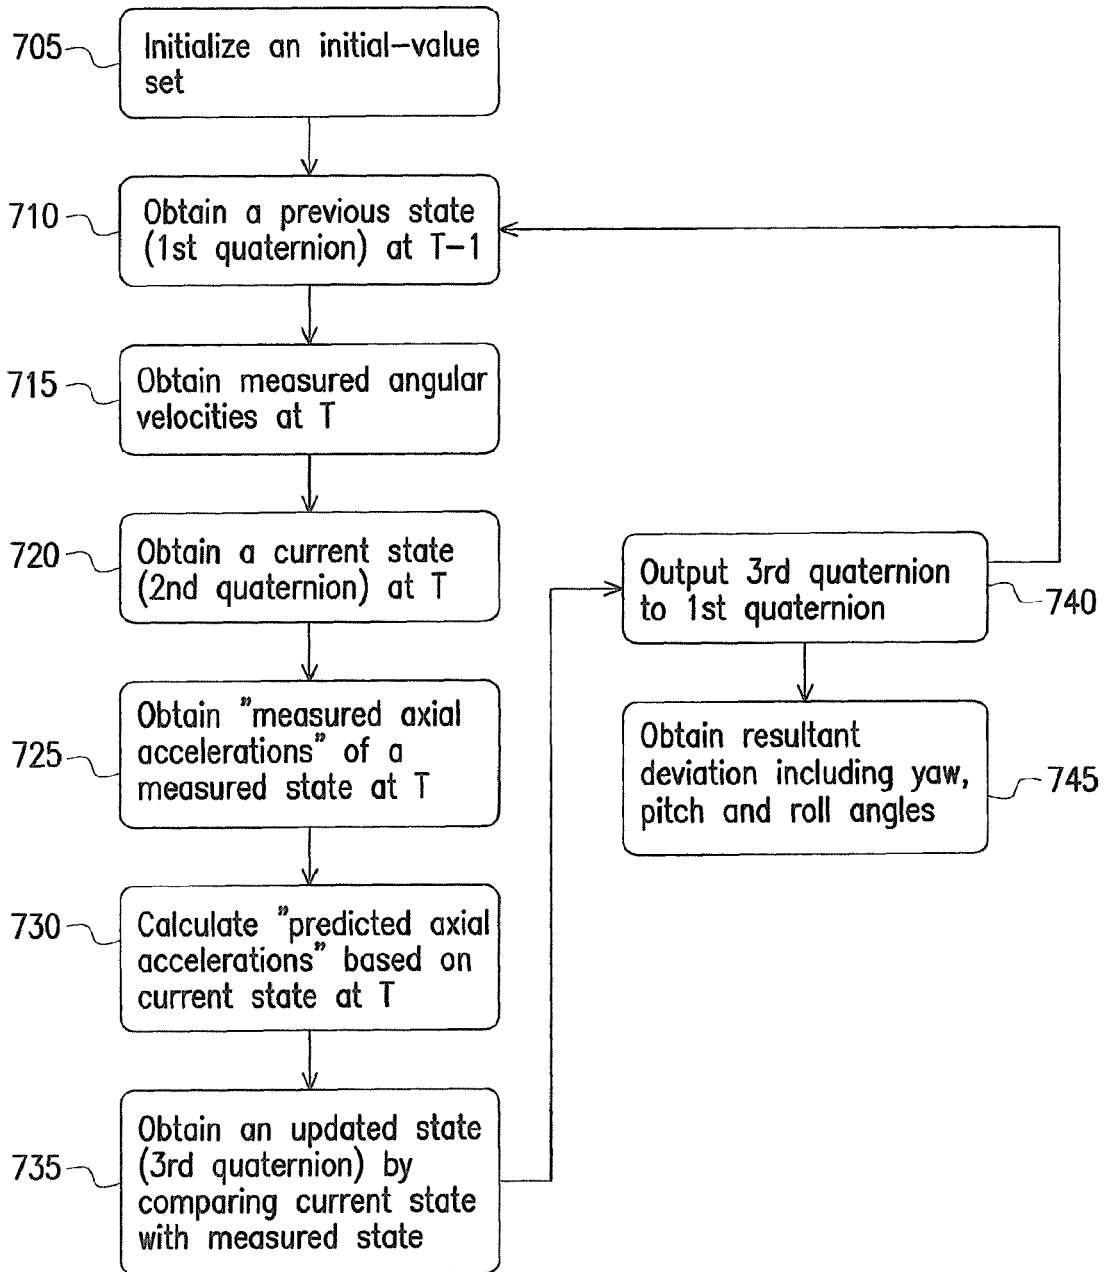 705
Initialize an initial-value
set
710
Obtain a previous state
(1st quaternion) at T-1
715
Obtain measured angular
velocities at T
720
Obtain a current state
(2nd quaternion) at T
725
Obtain "measured axial
accelerations" of a
measured state at T
730
Calculate "predicted axial
accelerations" based on
current state at T
735
Obtain an updated state
(3rd quaternion) by
comparing current state
with measured state
Output 3rd quaternion
to 1st quaternion
740
Obtain resultant
deviation including yaw,
pitch and roll angles
745